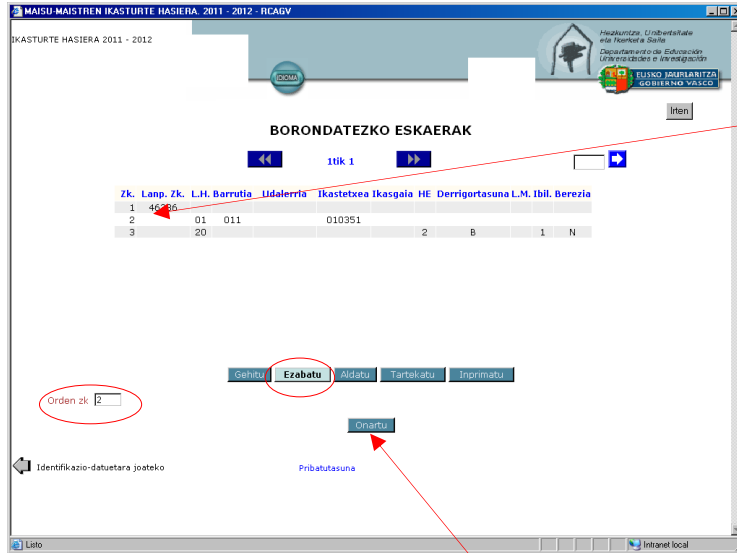 MAISU-MAISTREN IKASTURTE HASIERA. 2011 - 2012 - RCAGV
IKASTURTE HASIERA 2011 - 2012
IDIOMA
Hezkuntza, Unibertsitate
eta Ikerketa Saila
Departamento de Educación
Universidades e Investigación
EUSKO JAURLARITZA
GOBIERNO VASCO
Irten
BORONDATEZKO ESKAERAK
1tik 1
Zk. Lanp. Zk. L.H. Barrutia Udalerria Ikastetxea Ikasgaia HE Derrigortasuna L.M. Ibil. Berezia
1 46286
2 01 011 010351
3 20 2 B 1 N
Gehitu Ezabatu Aldatu Tartekatu Inprimatu
Orden zk 2
Onartu
Identifikazio-datuetara joateko Pribatutasuna
Listo Intranet local